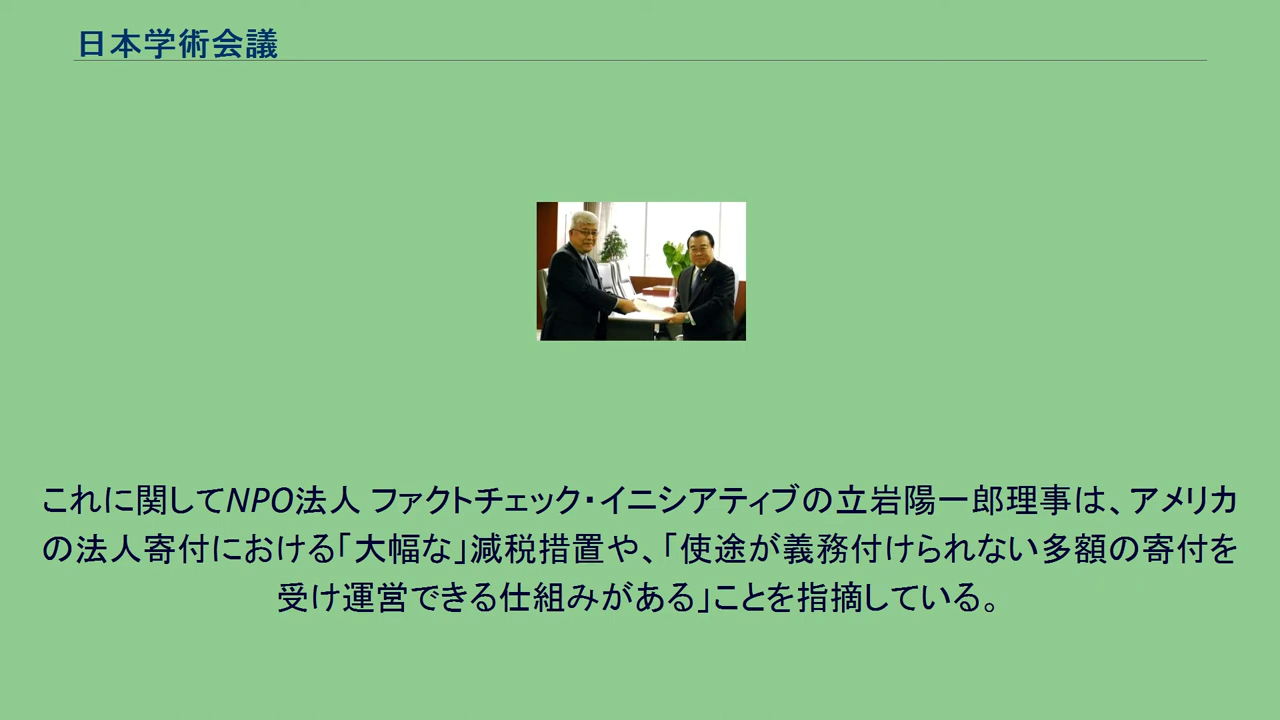 日本学術会議
これに関してNPO法人 ファクトチェック・イニシアティブの立岩陽一郎理事は、アメリカ
の法人寄付における「大幅な」減税措置や、「使途が義務付けられない多額の寄付を
受け運営できる仕組みがある」ことを指摘している。